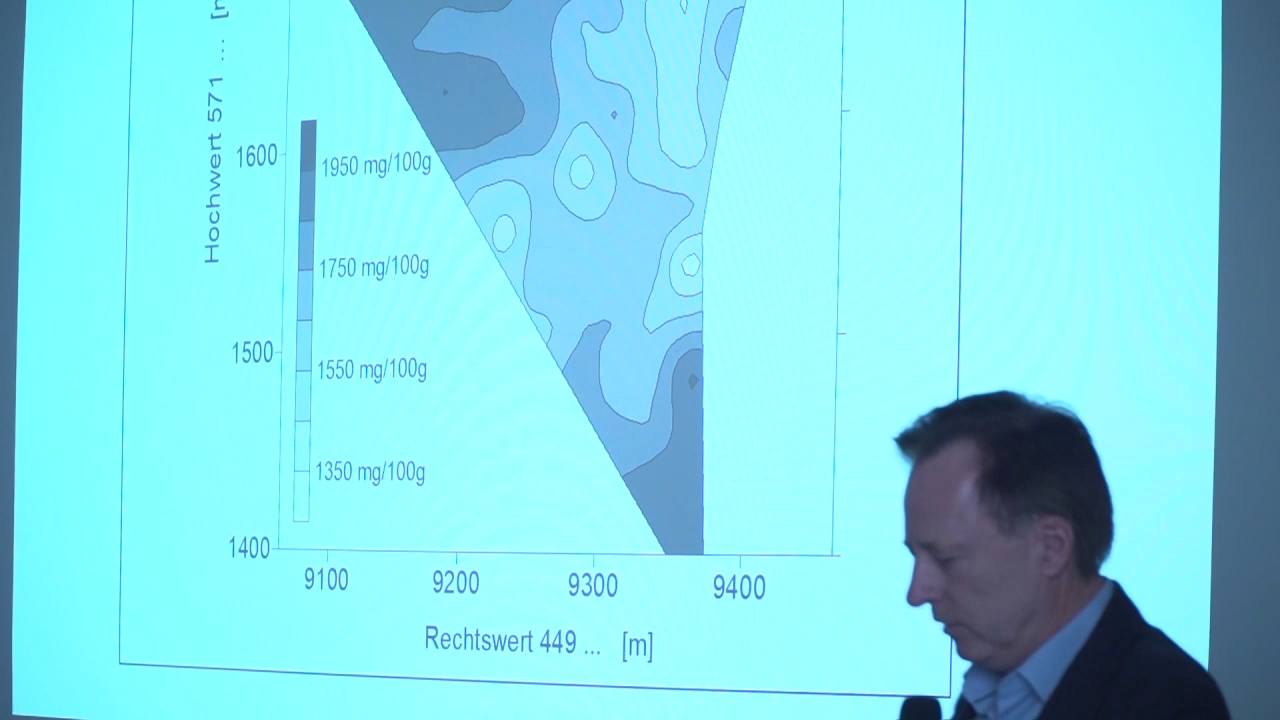 Hochwert 571 ...
1600
1500
1400
1950 mg/100g
1750 mg/100g
1550 mg/100g
1350 mg/100g
9100 9200 9300 9400
Rechtswert 449 ... [m]